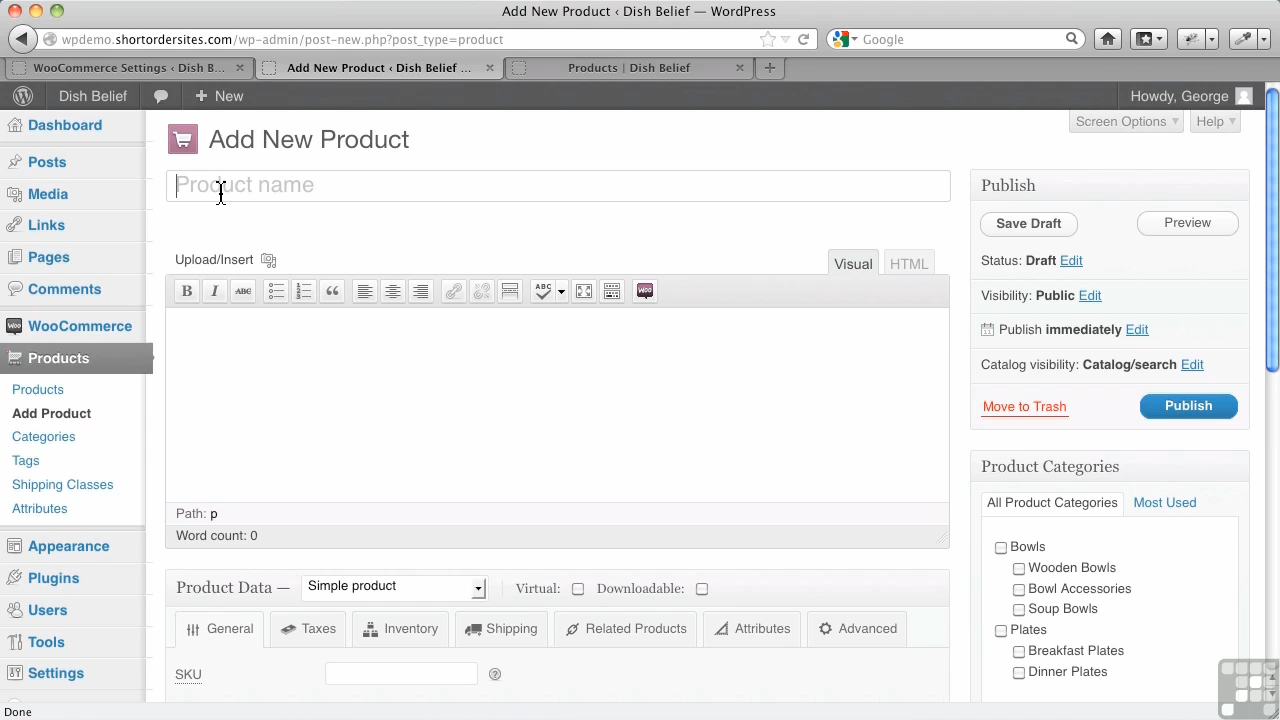 Add New Product ‹ Dish Belief — WordPress
wpdemo.shortordersites.com/wp-admin/post-new.php?post_type=product
Google
WooCommerce Settings ‹ Dish B...
Add New Product ‹ Dish Belief ...
Products | Dish Belief
Dish Belief
+ New
Howdy, George
Screen Options
Help
Dashboard
Posts
Media
Links
Pages
Comments
WooCommerce
Products
Products
Add Product
Categories
Tags
Shipping Classes
Attributes
Appearance
Plugins
Users
Tools
Settings
Add New Product
Product name
Upload/Insert
Visual
HTML
B I ABC
ABC
Woo
Path: p
Word count: 0
Product Data —
Simple product
Virtual:
Downloadable:
General
Taxes
Inventory
Shipping
Related Products
Attributes
Advanced
SKU
Publish
Save Draft
Preview
Status: Draft Edit
Visibility: Public Edit
Publish immediately Edit
Catalog visibility: Catalog/search Edit
Move to Trash
Publish
Product Categories
All Product Categories
Most Used
Bowls
Wooden Bowls
Bowl Accessories
Soup Bowls
Plates
Breakfast Plates
Dinner Plates
Done